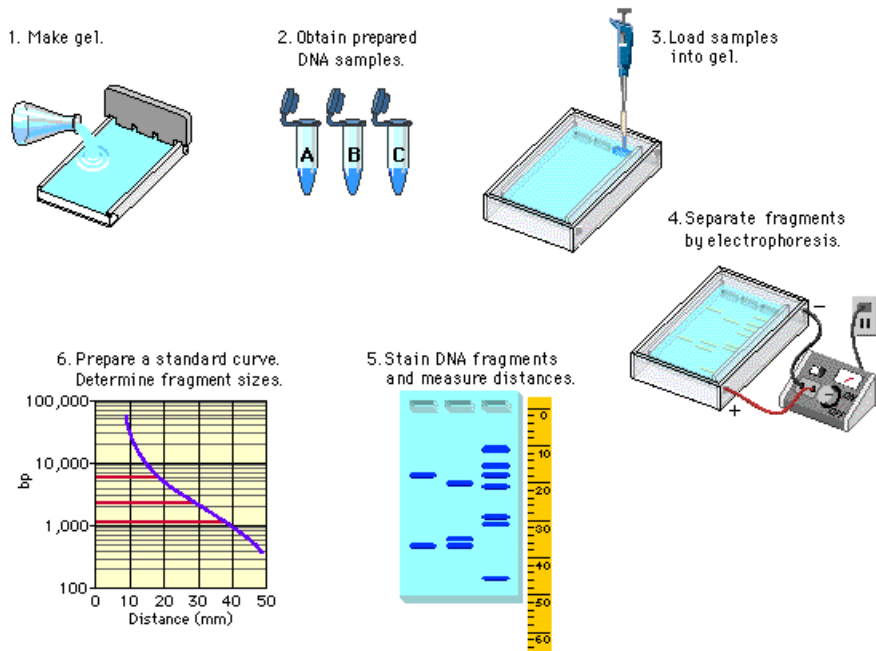 1. Make gel.
2. Obtain prepared
DNA samples.
A B C
3. Load samples
into gel.
4. Separate fragments
by electrophoresis.
−
+
ON
OFF
5. Stain DNA fragments
and measure distances.
0
10
20
30
40
50
60
6. Prepare a standard curve.
Determine fragment sizes.
100,000
10,000
1,000
100
bp
0 10 20 30 40 50
Distance (mm)